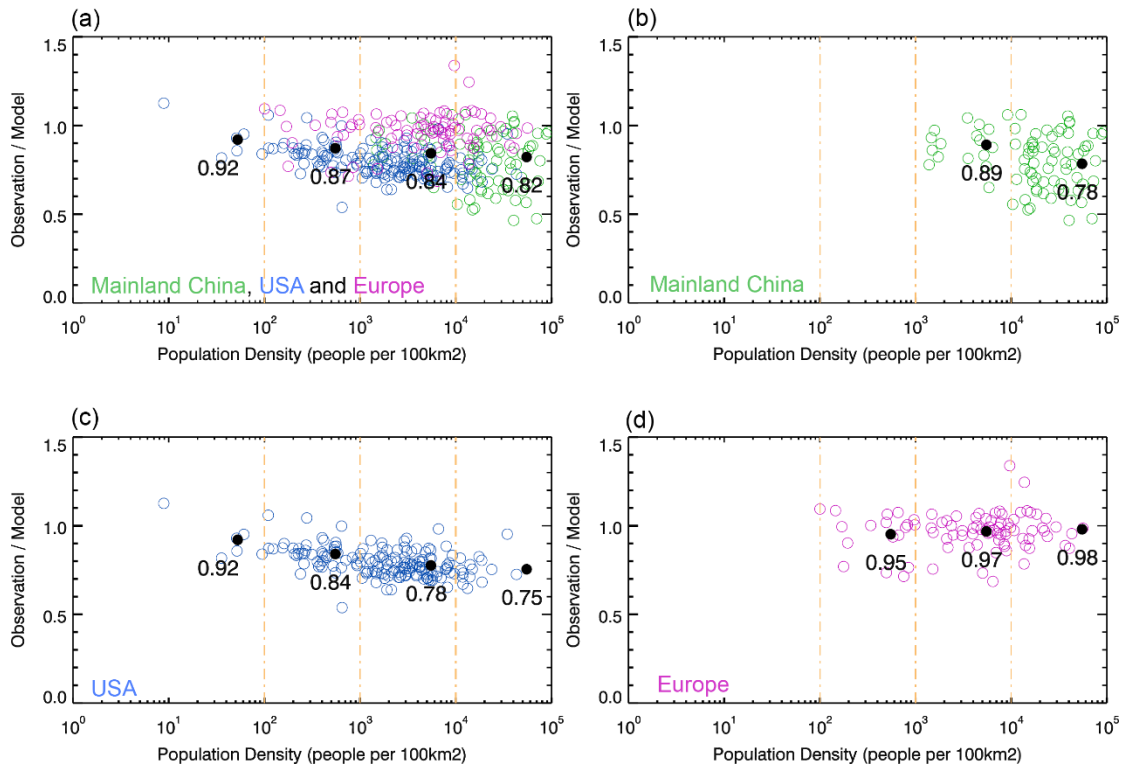 (a)
1.5
1.0
0.5
0.0
Observation / Model
0.92
0.87
0.84
0.82
Mainland China, USA and Europe
10^0 10^1 10^2 10^3 10^4 10^5
Population Density (people per 100km2)
(b)
1.5
1.0
0.5
0.0
Observation / Model
0.89
0.78
Mainland China
10^0 10^1 10^2 10^3 10^4 10^5
Population Density (people per 100km2)
(c)
1.5
1.0
0.5
0.0
Observation / Model
0.92
0.84
0.78
0.75
USA
10^0 10^1 10^2 10^3 10^4 10^5
Population Density (people per 100km2)
(d)
1.5
1.0
0.5
0.0
Observation / Model
0.95
0.97
0.98
Europe
10^0 10^1 10^2 10^3 10^4 10^5
Population Density (people per 100km2)